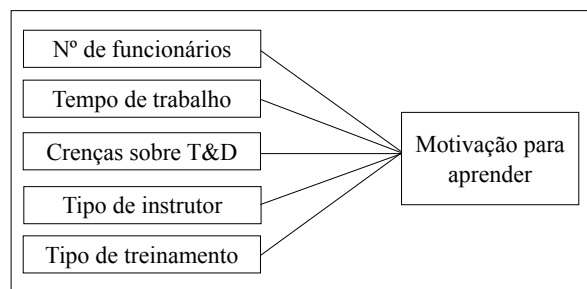 Nº de funcionários
Tempo de trabalho
Crenças sobre T&D
Tipo de instrutor
Tipo de treinamento
Motivação para
aprender